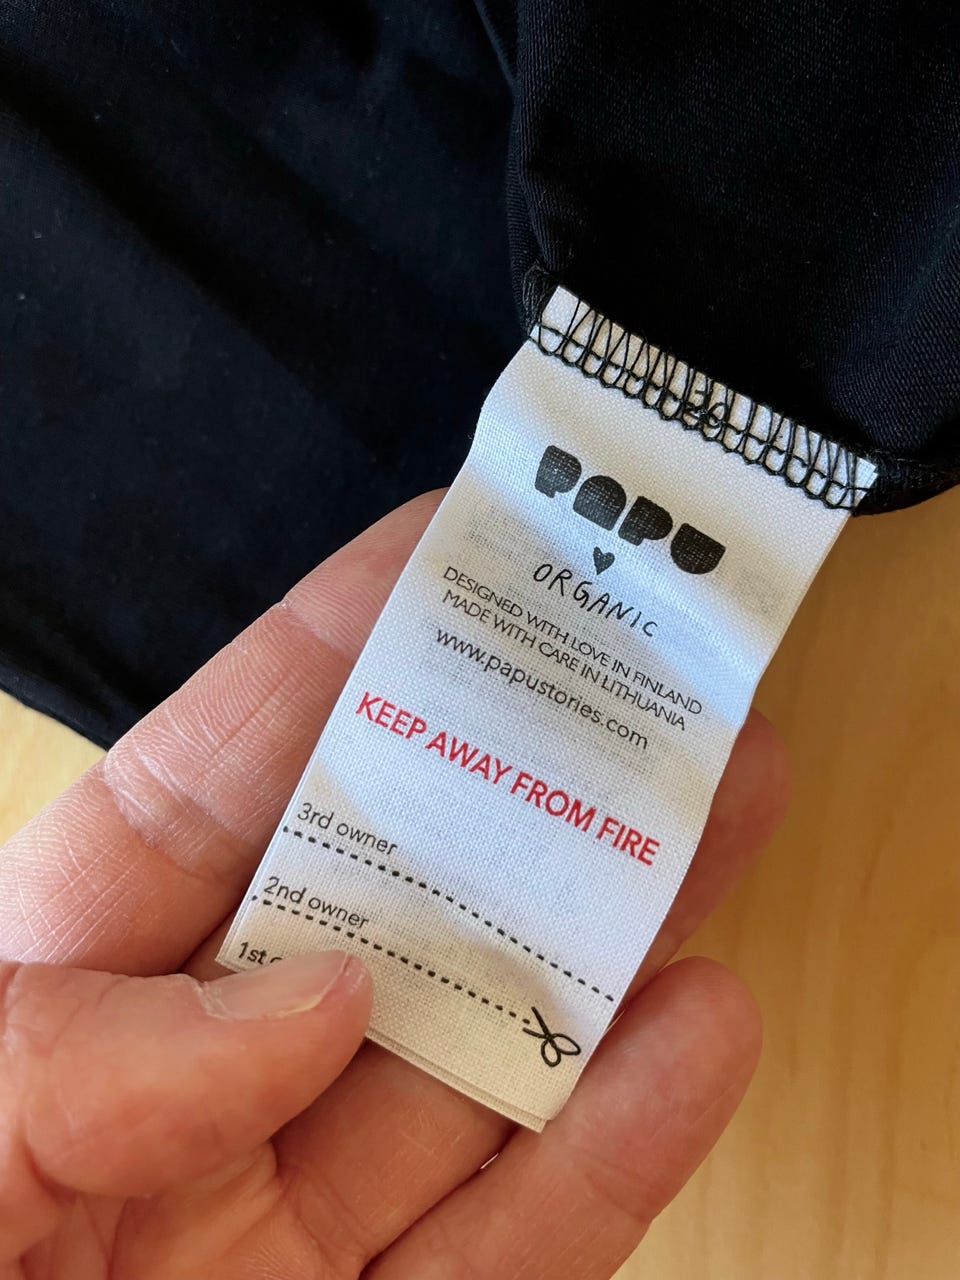 PAPU
ORGANIC
DESIGNED WITH LOVE IN FINLAND
MADE WITH CARE IN LITHUANIA
www.papustories.com
KEEP AWAY FROM FIRE
3rd owner
2nd owner
1st